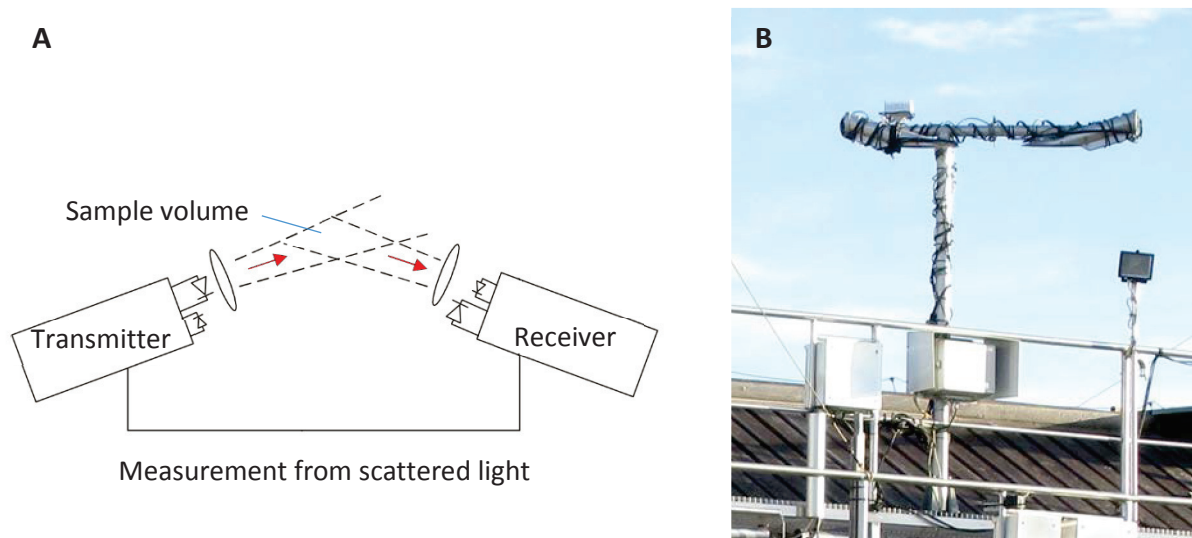 A
B
Sample volume
Transmitter
Receiver
Measurement from scattered light